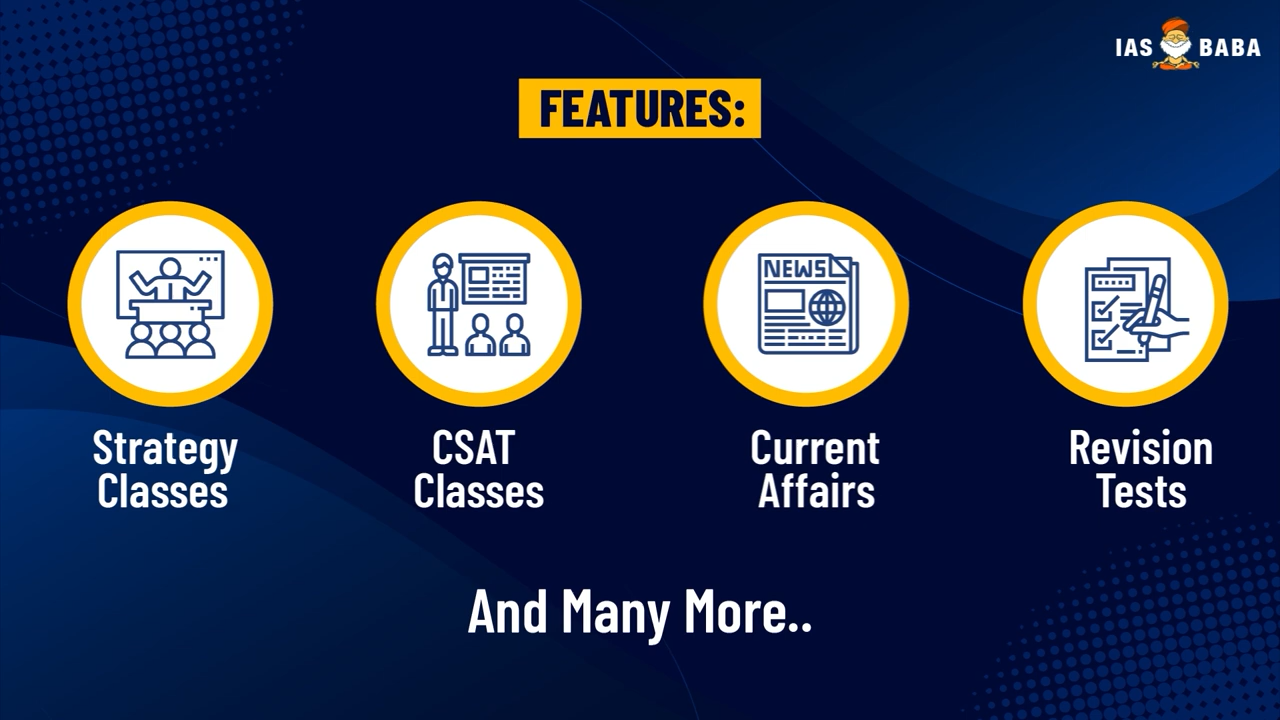 IAS BABA
FEATURES:
NEWS
Strategy
Classes
CSAT
Classes
Current
Affairs
Revision
Tests
And Many More..